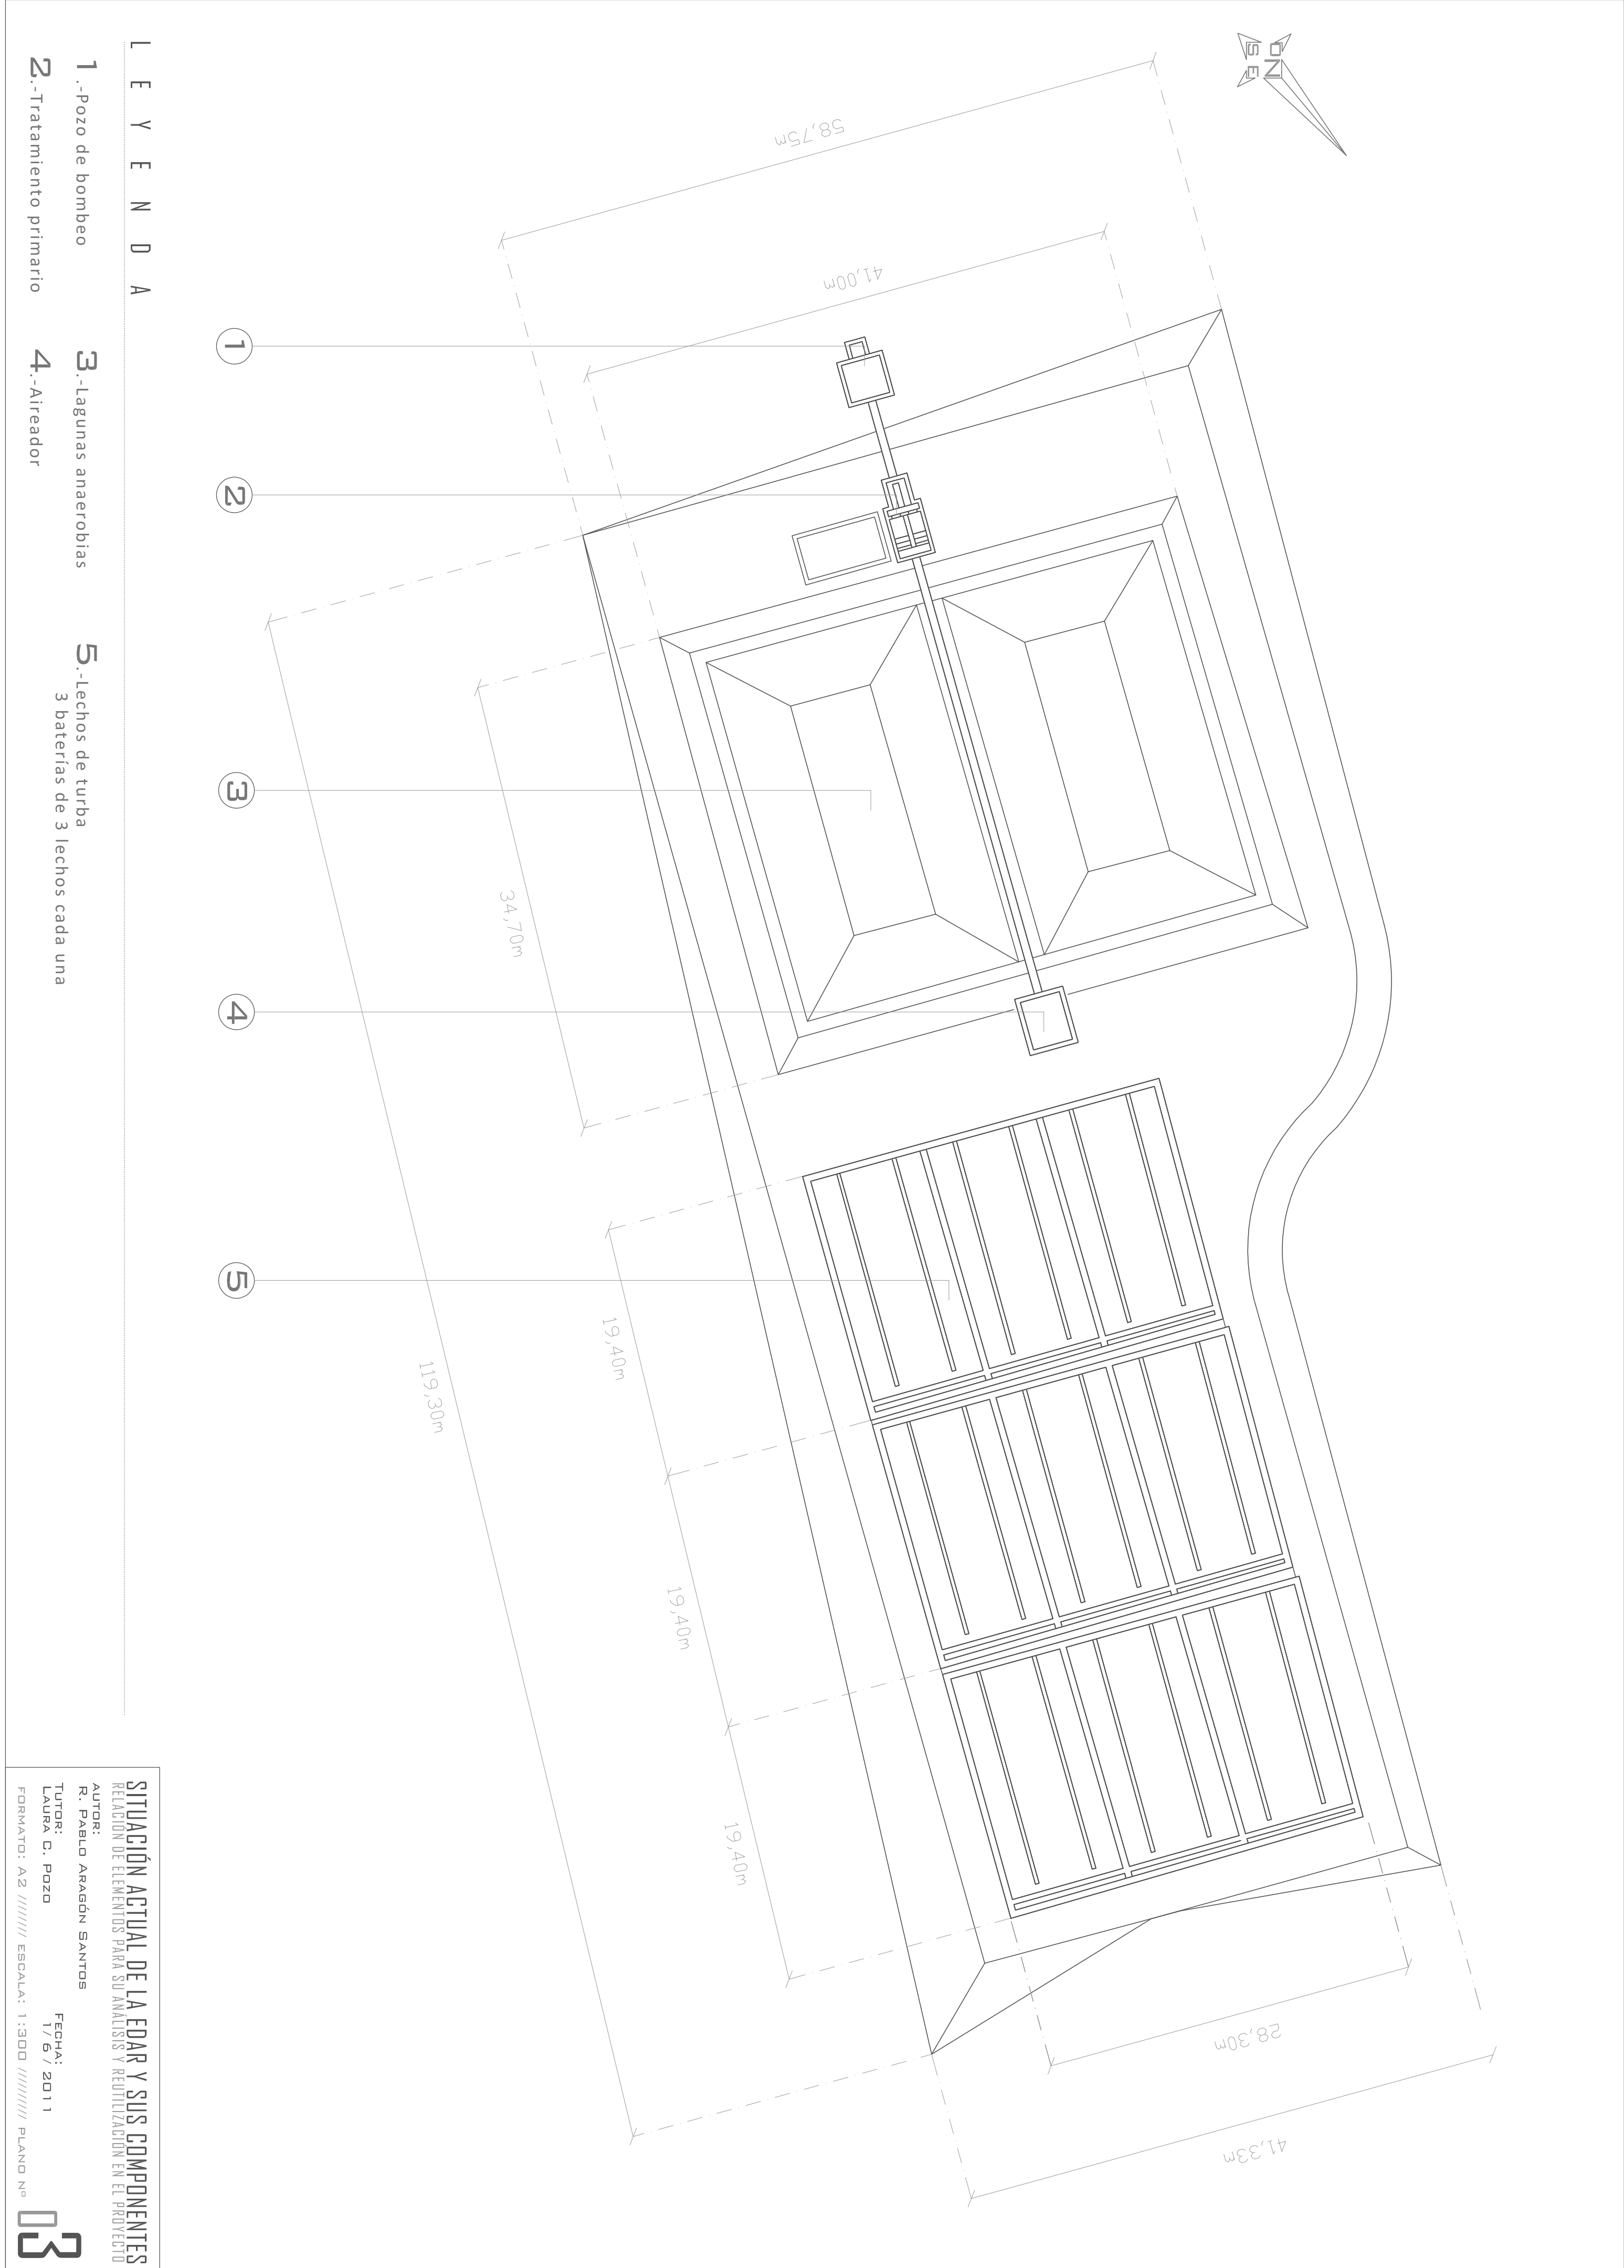 O N
S E
58,75m
41,00m
34,70m
119,30m
19,40m
19,40m
19,40m
28,30m
41,33m
1
2
3
4
5
LEYENDA
1.-Pozo de bombeo
2.-Tratamiento primario
3.-Lagunas anaerobias
4.-Aireador
5.-Lechos de turba
3 baterías de 3 lechos cada una
SITUACIÓN ACTUAL DE LA EDAR Y SUS COMPONENTES
RELACIÓN DE ELEMENTOS PARA SU ANÁLISIS Y REUTILIZACIÓN EN EL PROYECTO
AUTOR:
R. PABLO ARAGÓN SANTOS
TUTOR:
LAURA C. POZO
FECHA:
1/ 6 / 2011
FORMATO: A2 //////// ESCALA: 1:300 ///////// PLANO Nº
03